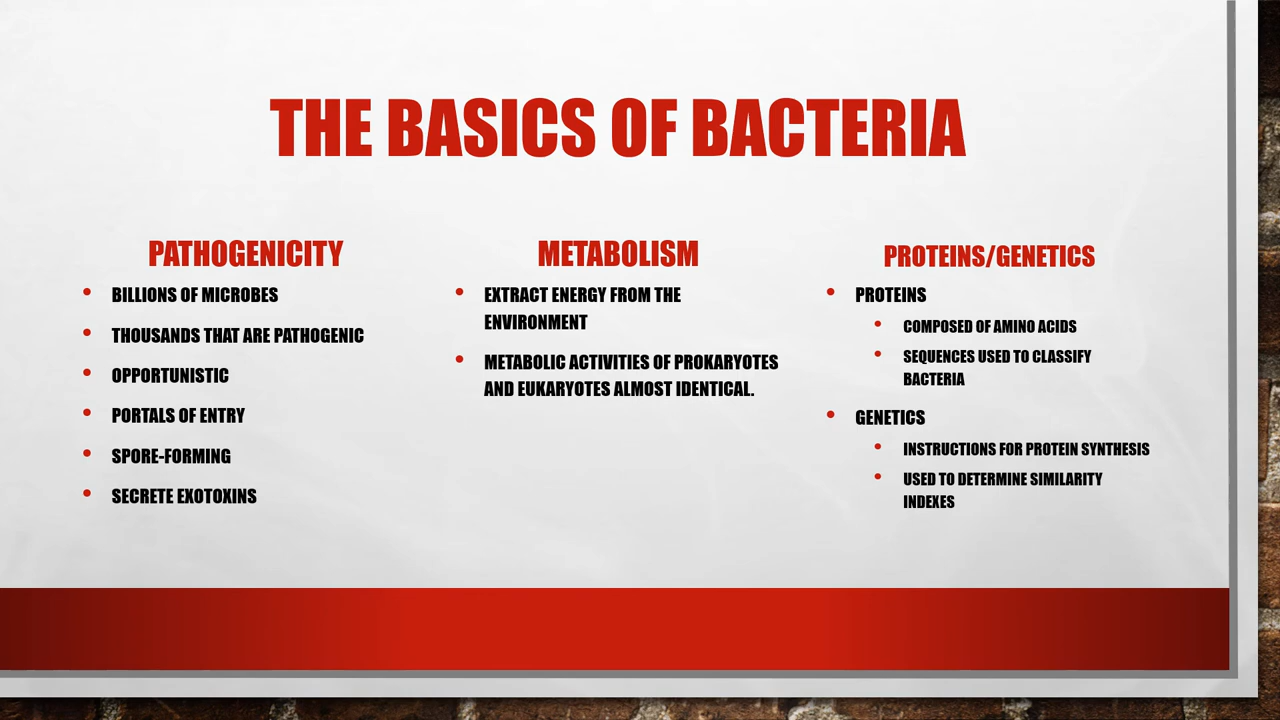 THE BASICS OF BACTERIA
PATHOGENICITY
• BILLIONS OF MICROBES
• THOUSANDS THAT ARE PATHOGENIC
• OPPORTUNISTIC
• PORTALS OF ENTRY
• SPORE-FORMING
• SECRETE EXOTOXINS
METABOLISM
• EXTRACT ENERGY FROM THE
ENVIRONMENT
• METABOLIC ACTIVITIES OF PROKARYOTES
AND EUKARYOTES ALMOST IDENTICAL.
PROTEINS/GENETICS
• PROTEINS
• COMPOSED OF AMINO ACIDS
• SEQUENCES USED TO CLASSIFY
BACTERIA
• GENETICS
• INSTRUCTIONS FOR PROTEIN SYNTHESIS
• USED TO DETERMINE SIMILARITY
INDEXES